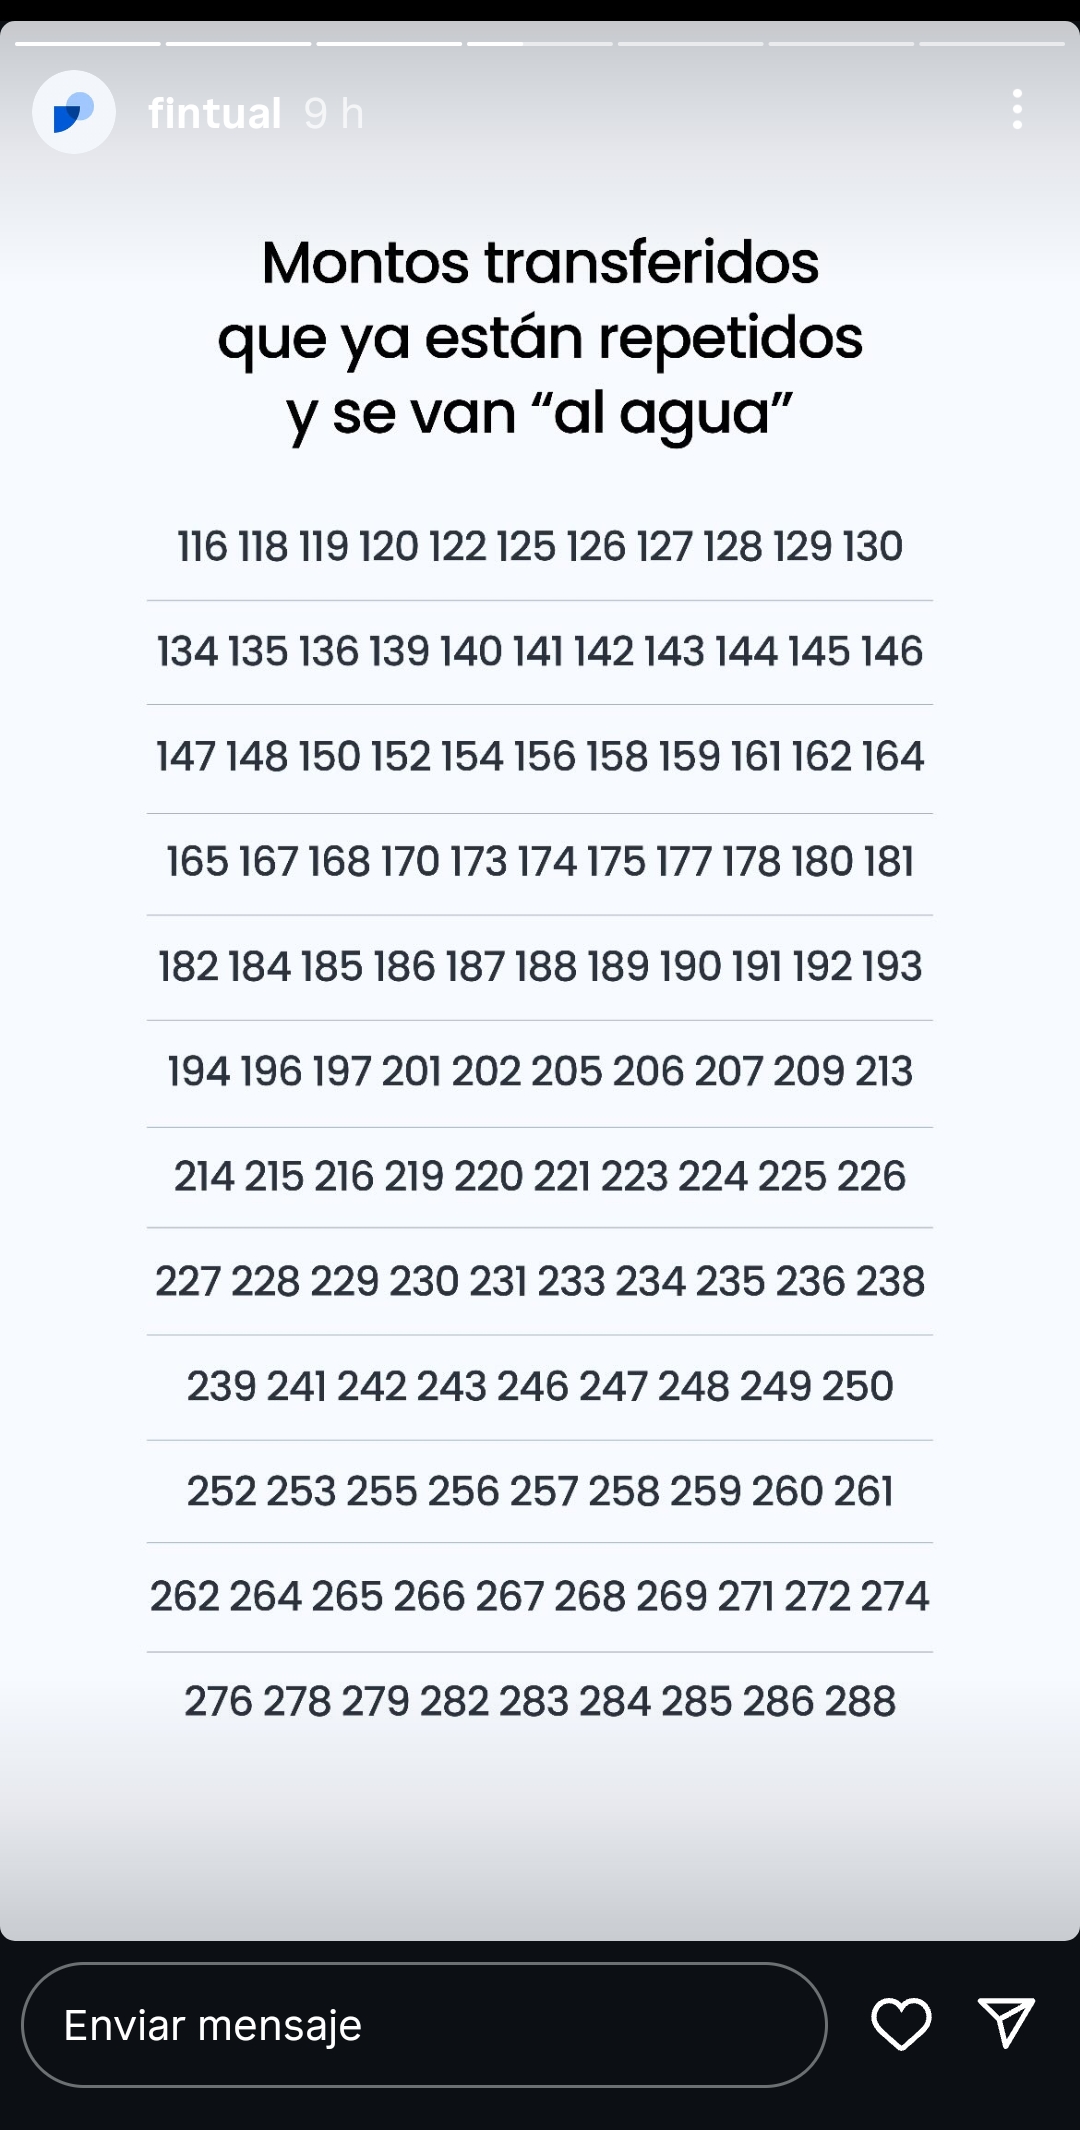 fintual 9 h
Montos transferidos
que ya están repetidos
y se van “al agua”
116 118 119 120 122 125 126 127 128 129 130
134 135 136 139 140 141 142 143 144 145 146
147 148 150 152 154 156 158 159 161 162 164
165 167 168 170 173 174 175 177 178 180 181
182 184 185 186 187 188 189 190 191 192 193
194 196 197 201 202 205 206 207 209 213
214 215 216 219 220 221 223 224 225 226
227 228 229 230 231 233 234 235 236 238
239 241 242 243 246 247 248 249 250
252 253 255 256 257 258 259 260 261
262 264 265 266 267 268 269 271 272 274
276 278 279 282 283 284 285 286 288
Enviar mensaje